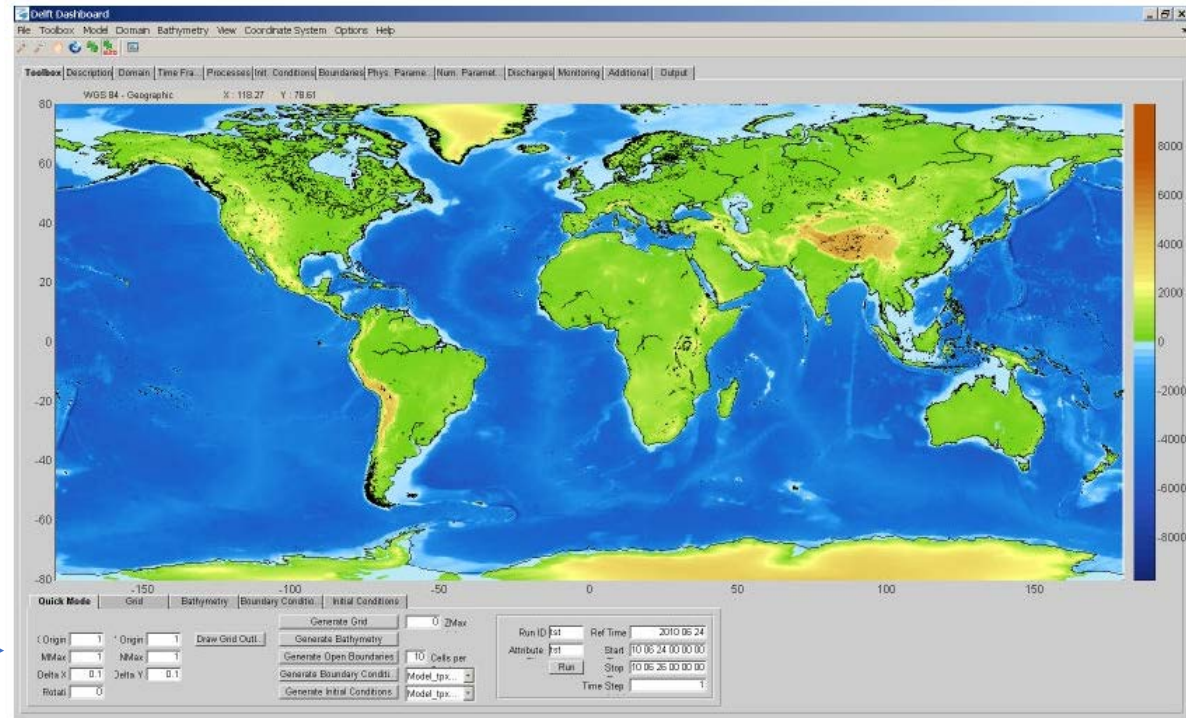 Delft Dashboard
File Toolbox Model Domain Bathymetry View Coordinate System Options Help
Toolbox Description Domain Time Fra... Processes Init. Conditions Boundaries Phys. Parame... Num. Paramet... Discharges Monitoring Additional Output
WGS 84 - Geographic X : 118.27 Y : 78.61
80
60
40
20
0
-20
-40
-60
-80
-150 -100 -50 0 50 100 150
8000
6000
4000
2000
0
-2000
-4000
-6000
-8000
Quick Mode Grid Bathymetry Boundary Conditio... Initial Conditions
Origin 1 Origin 1 Draw Grid Outl...
MMax 1 NMax 1
Delta X 0.1 Delta Y 0.1
Rotati 0
Generate Grid 0 ZMax
Generate Bathymetry
Generate Open Boundaries 10 Cells per
Generate Boundary Conditi... Model_tpx...
Generate Initial Conditions Model_tpx...
Run ID tst Ref Time 2010 06 24
Attribute tst Start 10 06 24 00 00 00
Run Stop 10 06 26 00 00 00
Time Step 1